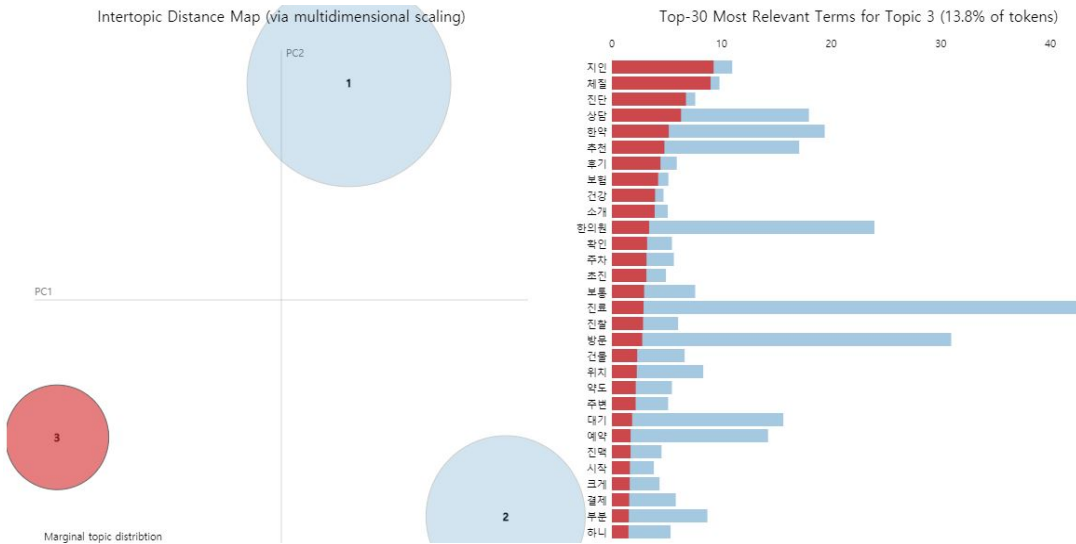 Intertopic Distance Map (via multidimensional scaling)
PC2
1
PC1
3
2
Marginal topic distribtion
Top-30 Most Relevant Terms for Topic 3 (13.8% of tokens)
0 10 20 30 40
지인
체질
진단
상담
한약
추천
후기
보험
건강
소개
한의원
확인
주차
초진
보통
진료
진찰
방문
건물
위치
약도
주변
대기
예약
진맥
시작
크게
결제
부분
하니